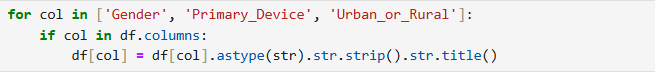 for col in ['Gender', 'Primary_Device', 'Urban_or_Rural']:
    if col in df.columns:
        df[col] = df[col].astype(str).str.strip().str.title()